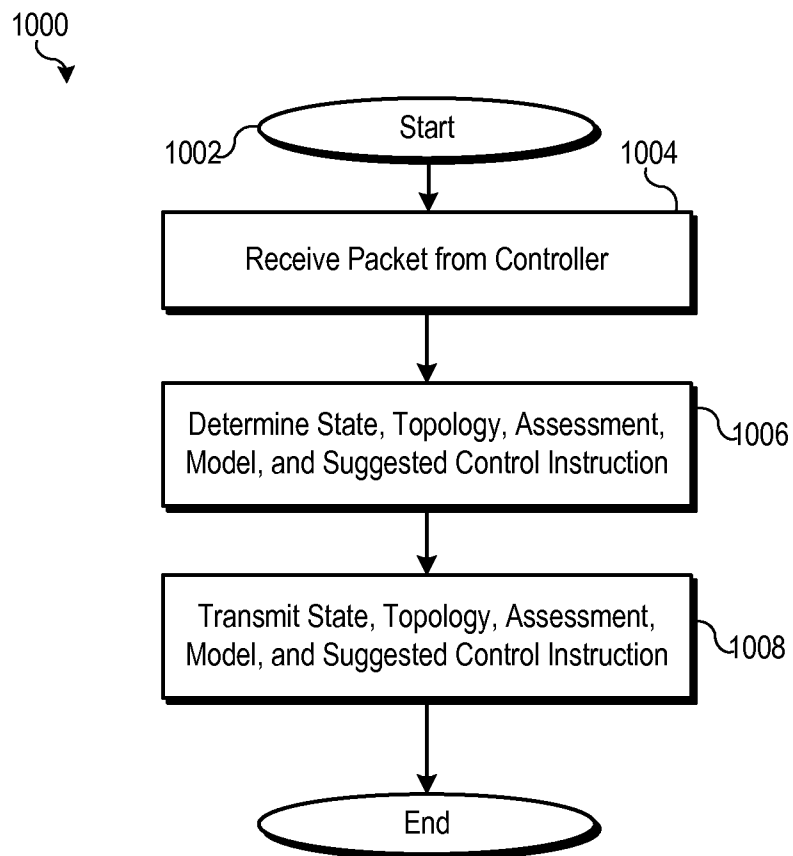 1000
Start
1002
1004
Receive Packet from Controller
Determine State, Topology, Assessment,
Model, and Suggested Control Instruction
1006
Transmit State, Topology, Assessment,
Model, and Suggested Control Instruction
1008
End